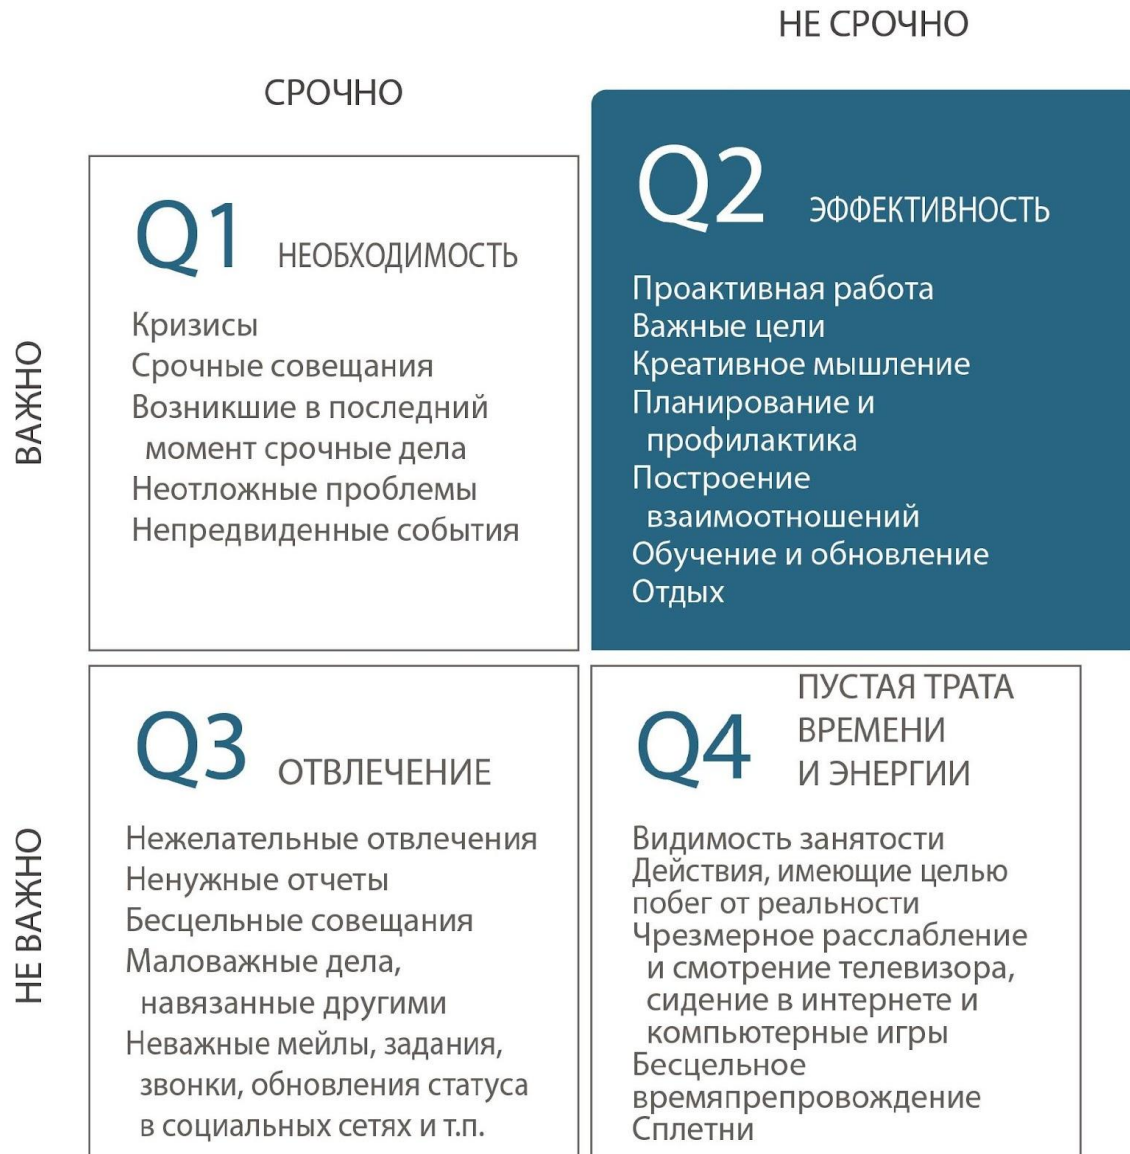 НЕ СРОЧНО
СРОЧНО
ВАЖНО
Q1 НЕОБХОДИМОСТЬ
Кризисы
Срочные совещания
Возникшие в последний
момент срочные дела
Неотложные проблемы
Непредвиденные события
Q2 ЭФФЕКТИВНОСТЬ
Проактивная работа
Важные цели
Креативное мышление
Планирование и
профилактика
Построение
взаимоотношений
Обучение и обновление
Отдых
НЕ ВАЖНО
Q3 ОТВЛЕЧЕНИЕ
Нежелательные отвлечения
Ненужные отчеты
Бесцельные совещания
Маловажные дела,
навязанные другими
Неважные мейлы, задания,
звонки, обновления статуса
в социальных сетях и т.п.
Q4
ПУСТАЯ ТРАТА
ВРЕМЕНИ
И ЭНЕРГИИ
Видимость занятости
Действия, имеющие целью
побег от реальности
Чрезмерное расслабление
и смотрение телевизора,
сидение в интернете и
компьютерные игры
Бесцельное
времяпрепровождение
Сплетни